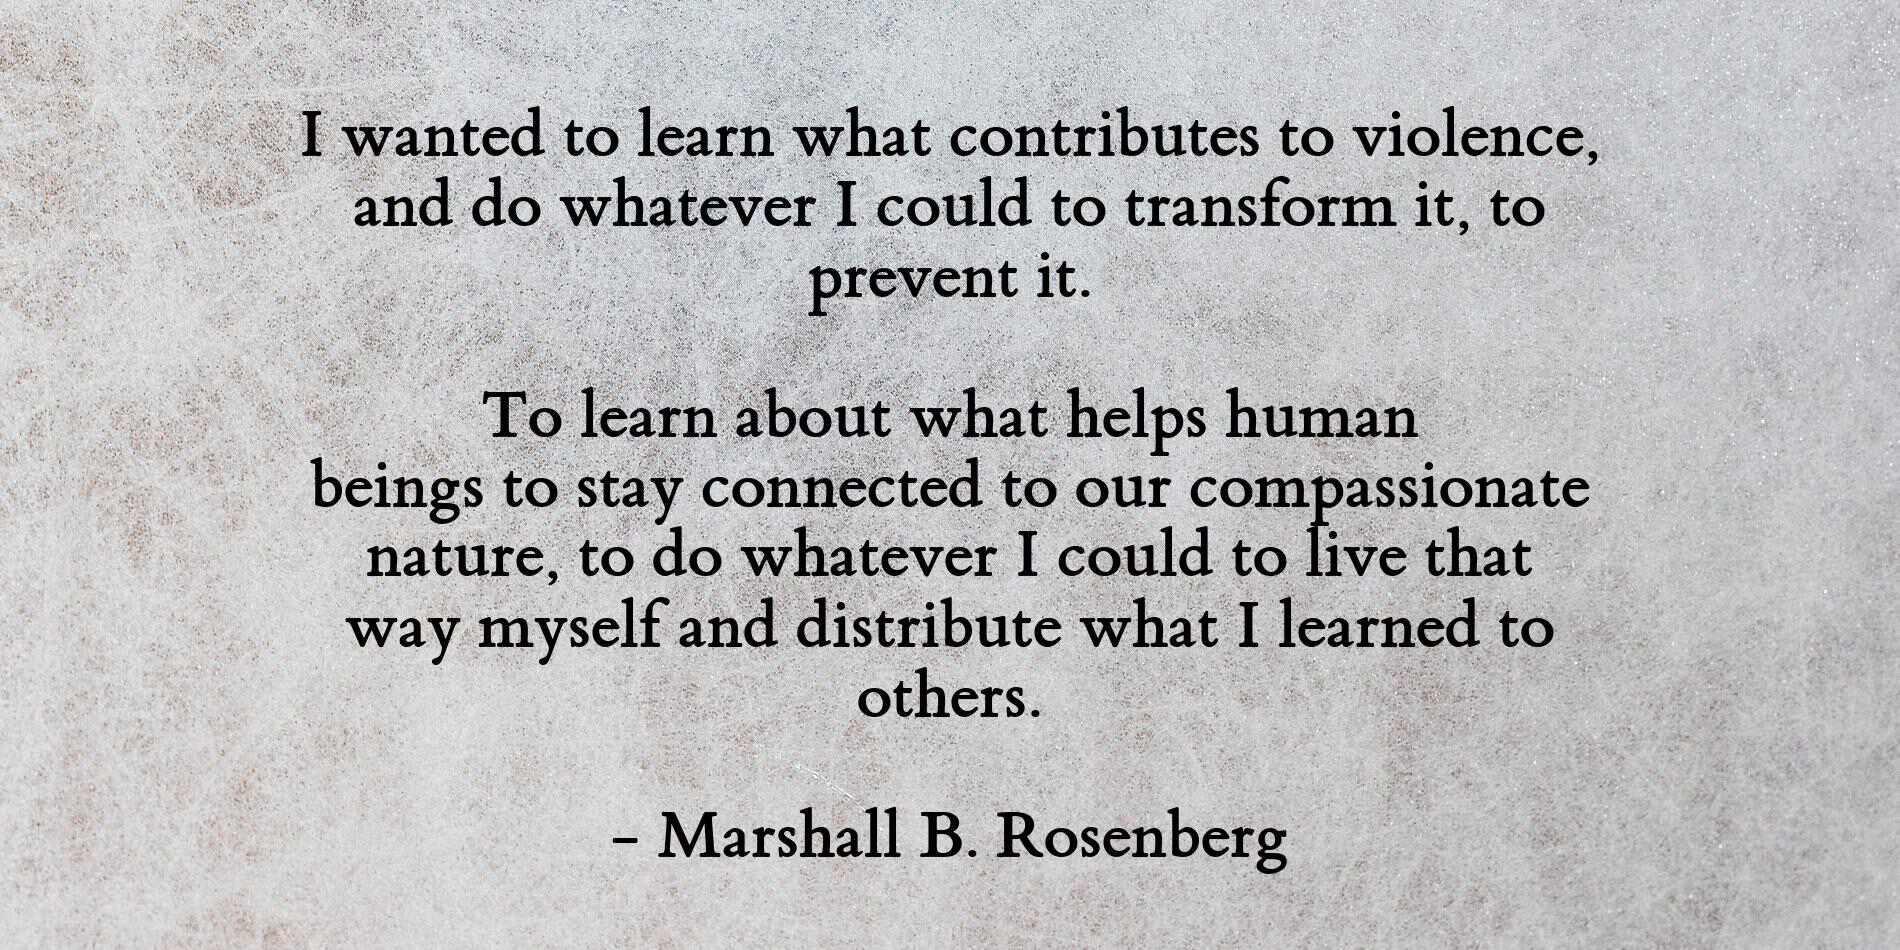 I wanted to learn what contributes to violence,
and do whatever I could to transform it, to
prevent it.
To learn about what helps human
beings to stay connected to our compassionate
nature, to do whatever I could to live that
way myself and distribute what I learned to
others.
– Marshall B. Rosenberg